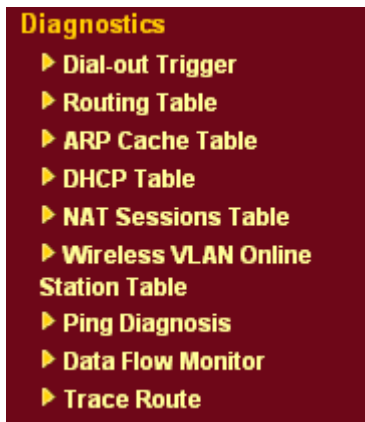 Diagnostics
Dial-out Trigger
Routing Table
ARP Cache Table
DHCP Table
NAT Sessions Table
Wireless VLAN Online
Station Table
Ping Diagnosis
Data Flow Monitor
Trace Route